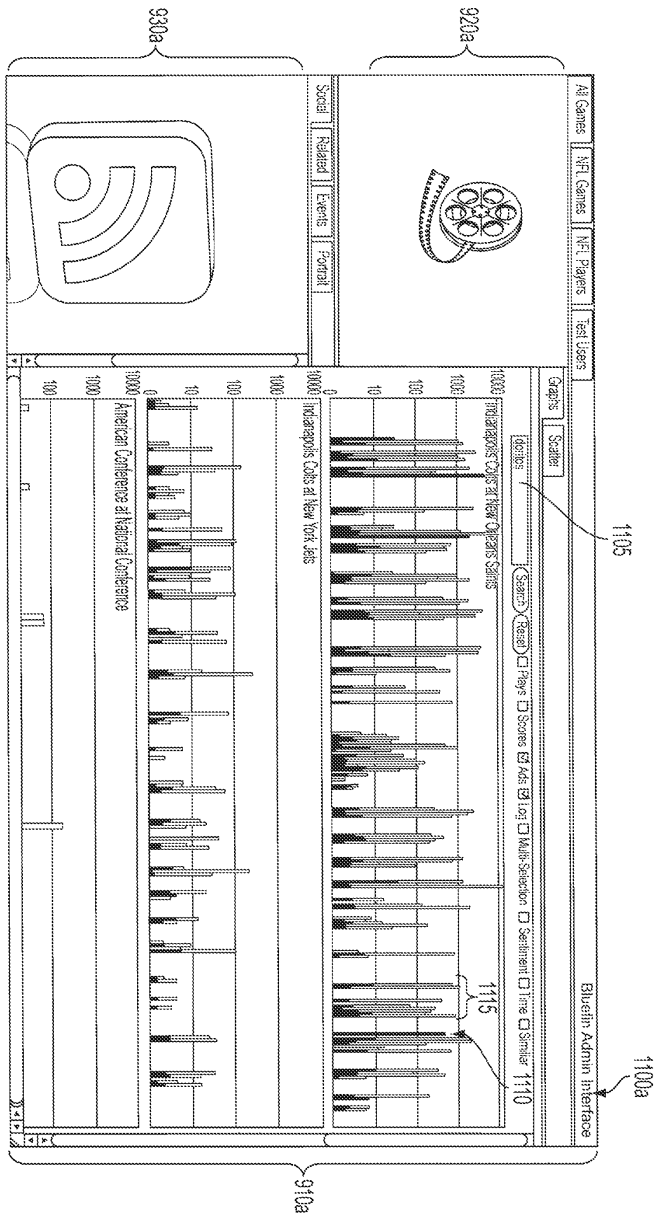 1100a
Bluefin Admin Interface
All Games NFL Games NFL Players Test Users
Graphs Scatter
1105
doritos Search Reset Plays Scores Ads Log Multi-Selection Sentiment Time Similiar
920a
Indianapolis Colts at New Orleans Saints
10000
1000
100
10
0
1110
1115
Social Related Events Portrait
930a
Indianapolis Colts at New York Jets
10000
1000
100
10
0
American Conference at National Conference
10000
1000
100
910a